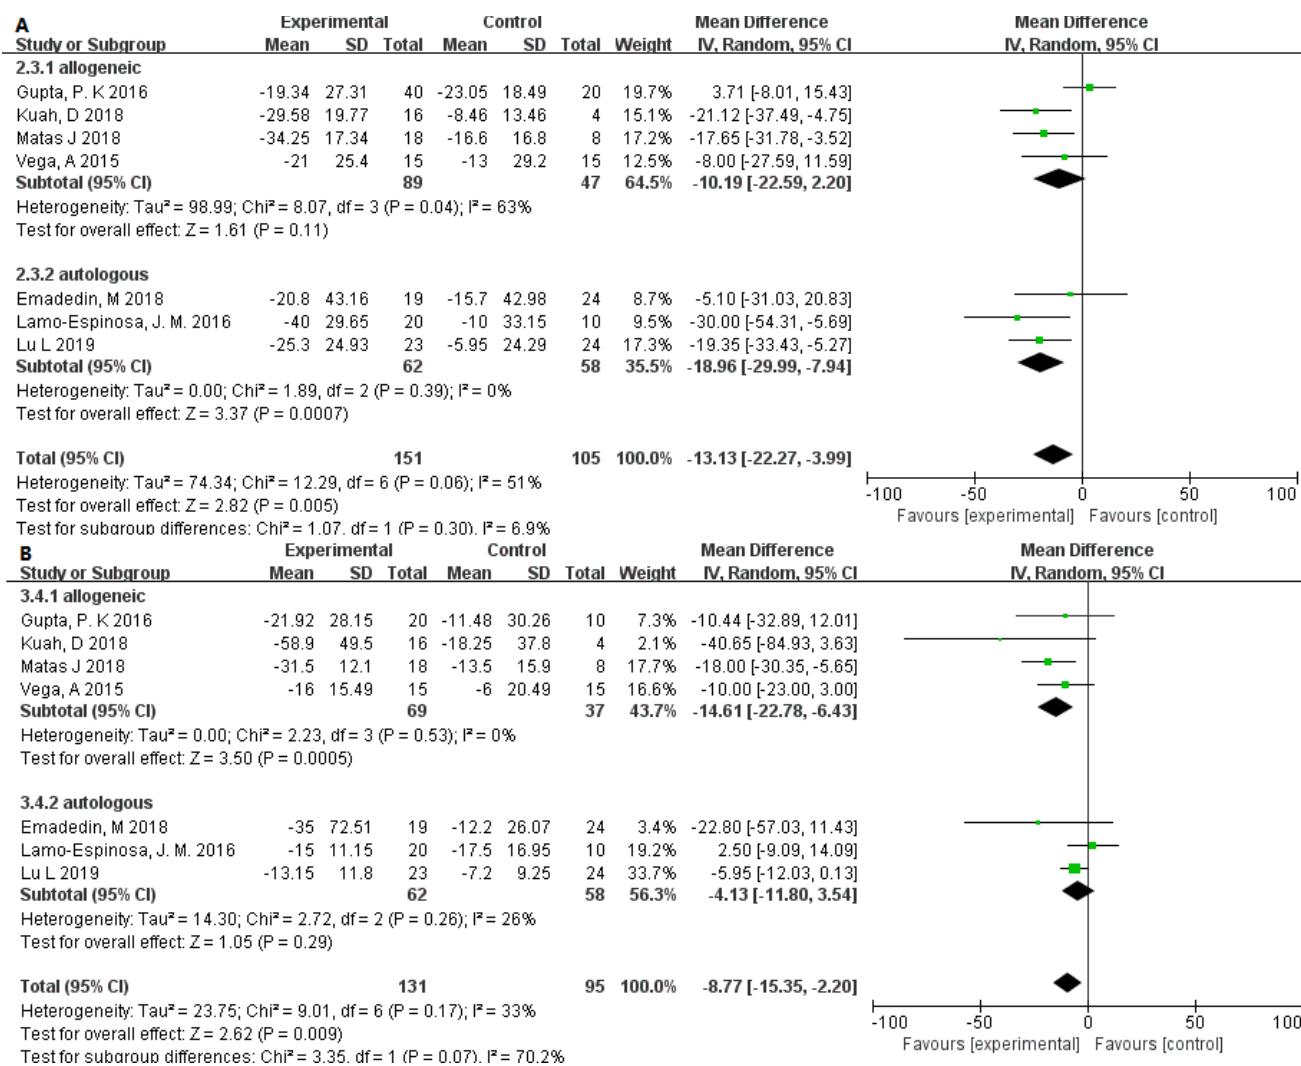 A Experimental Control Mean Difference Mean Difference
Study or Subgroup Mean SD Total Mean SD Total Weight IV, Random, 95% CI IV, Random, 95% CI
2.3.1 allogeneic
Gupta, P. K 2016 -19.34 27.31 40 -23.05 18.49 20 19.7% 3.71 [-8.01, 15.43]
Kuah, D 2018 -29.58 19.77 16 -8.46 13.46 4 15.1% -21.12 [-37.49, -4.75]
Matas J 2018 -34.25 17.34 18 -16.6 16.8 8 17.2% -17.65 [-31.78, -3.52]
Vega, A 2015 -21 25.4 15 -13 29.2 15 12.5% -8.00 [-27.59, 11.59]
Subtotal (95% CI) 89 47 64.5% -10.19 [-22.59, 2.20]
Heterogeneity: Tau² = 98.99; Chi² = 8.07, df = 3 (P = 0.04); I² = 63%
Test for overall effect: Z = 1.61 (P = 0.11)
2.3.2 autologous
Emadedin, M 2018 -20.8 43.16 19 -15.7 42.98 24 8.7% -5.10 [-31.03, 20.83]
Lamo-Espinosa, J. M. 2016 -40 29.65 20 -10 33.15 10 9.5% -30.00 [-54.31, -5.69]
Lu L 2019 -25.3 24.93 23 -5.95 24.29 24 17.3% -19.35 [-33.43, -5.27]
Subtotal (95% CI) 62 58 35.5% -18.96 [-29.99, -7.94]
Heterogeneity: Tau² = 0.00; Chi² = 1.89, df = 2 (P = 0.39); I² = 0%
Test for overall effect: Z = 3.37 (P = 0.0007)
Total (95% CI) 151 105 100.0% -13.13 [-22.27, -3.99]
Heterogeneity: Tau² = 74.34; Chi² = 12.29, df = 6 (P = 0.06); I² = 51%
Test for overall effect: Z = 2.82 (P = 0.005)
Test for subgroup differences: Chi² = 1.07, df = 1 (P = 0.30), I² = 6.9%
-100 -50 0 50 100
Favours [experimental] Favours [control]
B Experimental Control Mean Difference Mean Difference
Study or Subgroup Mean SD Total Mean SD Total Weight IV, Random, 95% CI IV, Random, 95% CI
3.4.1 allogeneic
Gupta, P. K 2016 -21.92 28.15 20 -11.48 30.26 10 7.3% -10.44 [-32.89, 12.01]
Kuah, D 2018 -58.9 49.5 16 -18.25 37.8 4 2.1% -40.65 [-84.93, 3.63]
Matas J 2018 -31.5 12.1 18 -13.5 15.9 8 17.7% -18.00 [-30.35, -5.65]
Vega, A 2015 -16 15.49 15 -6 20.49 15 16.6% -10.00 [-23.00, 3.00]
Subtotal (95% CI) 69 37 43.7% -14.61 [-22.78, -6.43]
Heterogeneity: Tau² = 0.00; Chi² = 2.23, df = 3 (P = 0.53); I² = 0%
Test for overall effect: Z = 3.50 (P = 0.0005)
3.4.2 autologous
Emadedin, M 2018 -35 72.51 19 -12.2 26.07 24 3.4% -22.80 [-57.03, 11.43]
Lamo-Espinosa, J. M. 2016 -15 11.15 20 -17.5 16.95 10 19.2% 2.50 [-9.09, 14.09]
Lu L 2019 -13.15 11.8 23 -7.2 9.25 24 33.7% -5.95 [-12.03, 0.13]
Subtotal (95% CI) 62 58 56.3% -4.13 [-11.80, 3.54]
Heterogeneity: Tau² = 14.30; Chi² = 2.72, df = 2 (P = 0.26); I² = 26%
Test for overall effect: Z = 1.05 (P = 0.29)
Total (95% CI) 131 95 100.0% -8.77 [-15.35, -2.20]
Heterogeneity: Tau² = 23.75; Chi² = 9.01, df = 6 (P = 0.17); I² = 33%
Test for overall effect: Z = 2.62 (P = 0.009)
Test for subgroup differences: Chi² = 3.35, df = 1 (P = 0.07), I² = 70.2%
-100 -50 0 50 100
Favours [experimental] Favours [control]